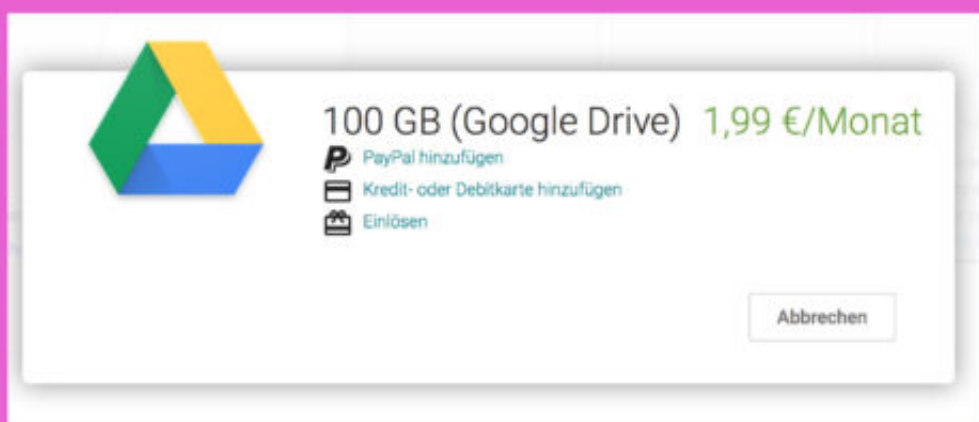 100 GB (Google Drive) 1,99 €/Monat
PayPal hinzufügen
Kredit- oder Debitkarte hinzufügen
Einlösen
Abbrechen